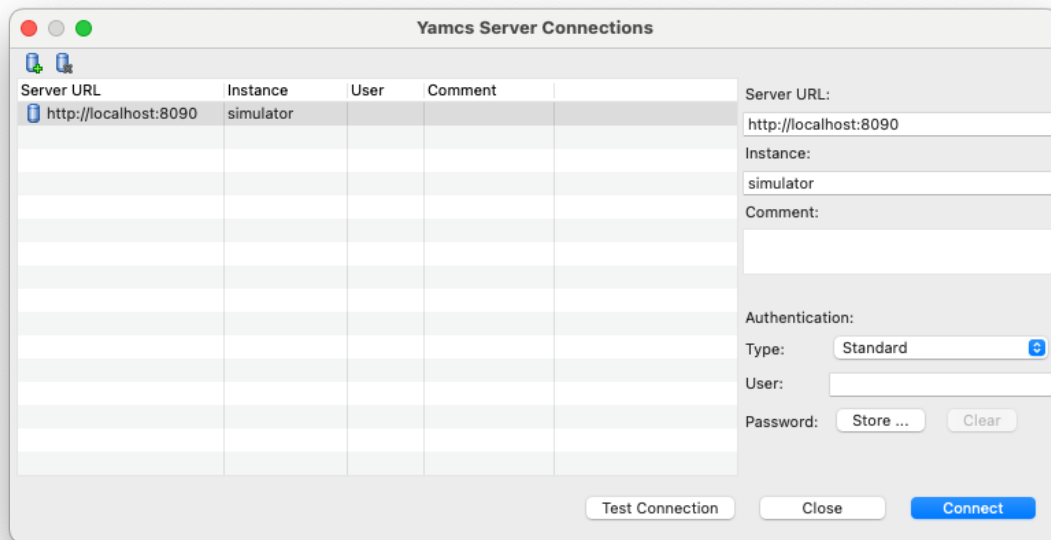 Yamcs Server Connections
Server URL Instance User Comment
http://localhost:8090 simulator
Server URL:
http://localhost:8090
Instance:
simulator
Comment:
Authentication:
Type: Standard
User:
Password: Store ... Clear
Test Connection Close Connect